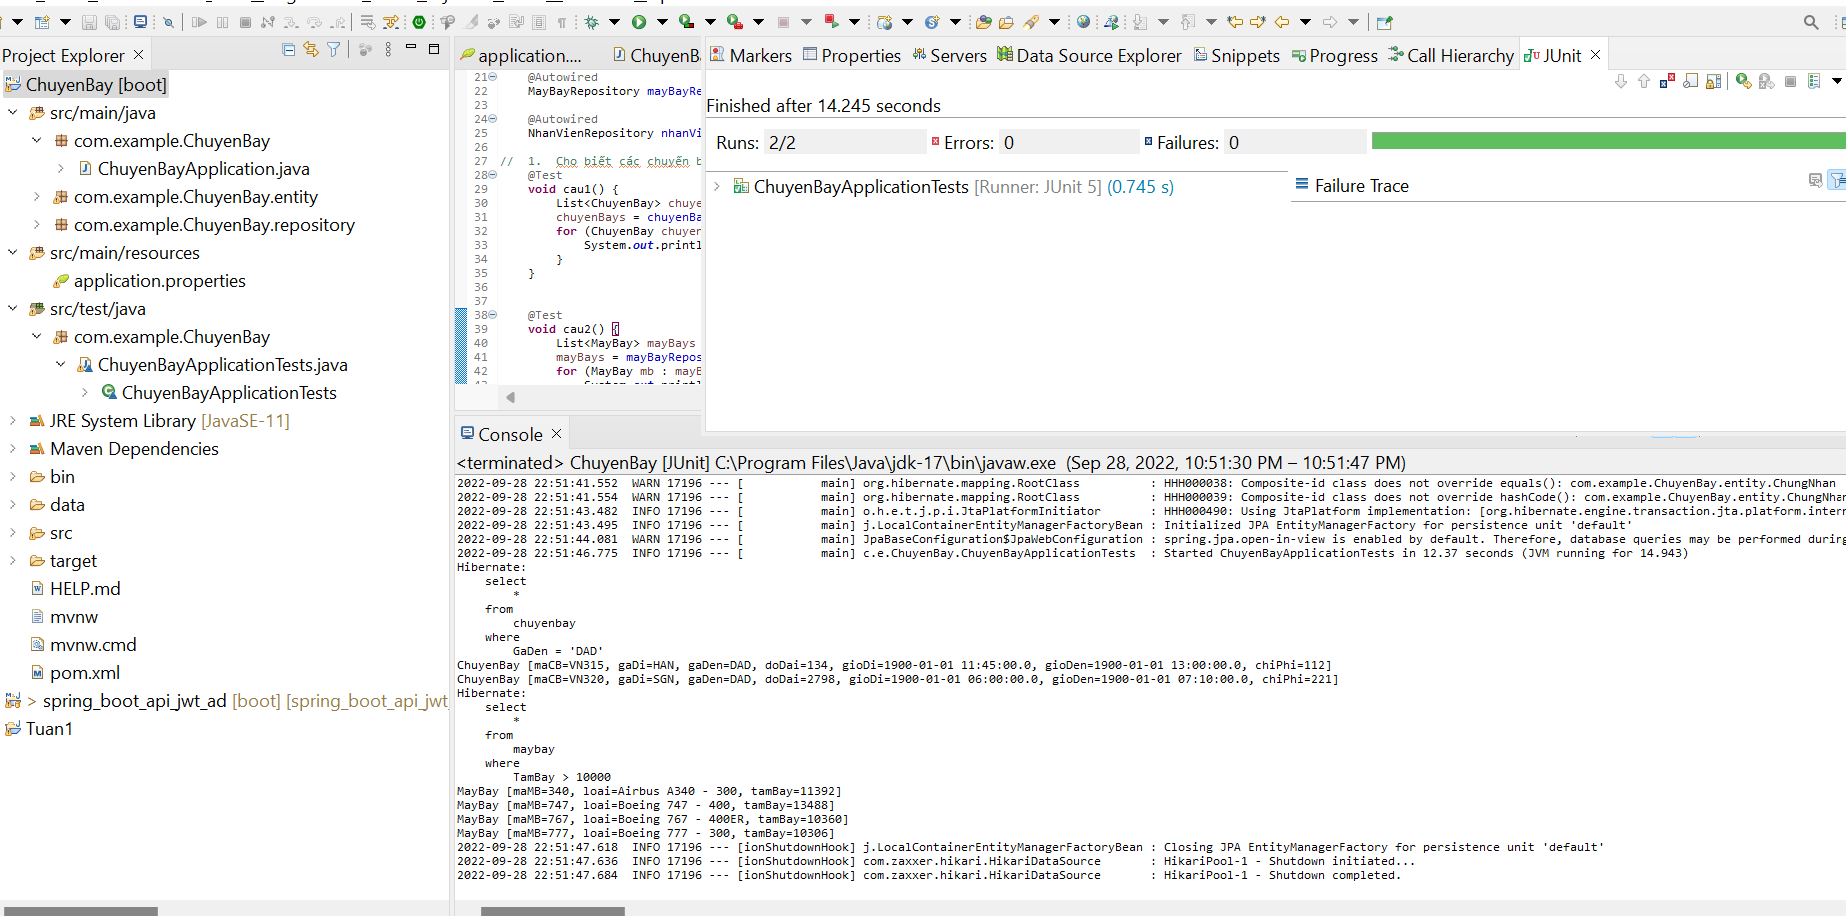 Project Explorer
ChuyenBay [boot]
src/main/java
com.example.ChuyenBay
ChuyenBayApplication.java
com.example.ChuyenBay.entity
com.example.ChuyenBay.repository
src/main/resources
application.properties
src/test/java
com.example.ChuyenBay
ChuyenBayApplicationTests.java
ChuyenBayApplicationTests
JRE System Library [JavaSE-11]
Maven Dependencies
bin
data
src
target
HELP.md
mvnw
mvnw.cmd
pom.xml
> spring_boot_api_jwt_ad [boot] [spring_boot_api_jwt
Tuan1
application....
ChuyenB
21 @Autowired
22 MayBayRepository mayBayRe
23
24 @Autowired
25 NhanVienRepository nhanVi
26
27 // 1. Cho biết các chuyến b
28 @Test
29 void cau1() {
30 List<ChuyenBay> chuye
31 chuyenBays = chuyenBa
32 for (ChuyenBay chuyen
33 System.out.printl
34 }
35 }
36
37
38 @Test
39 void cau2() {
40 List<MayBay> mayBays
41 mayBays = mayBayRepos
42 for (MayBay mb : mayB
Markers Properties Servers Data Source Explorer Snippets Progress Call Hierarchy JUnit
Finished after 14.245 seconds
Runs: 2/2 Errors: 0 Failures: 0
ChuyenBayApplicationTests [Runner: JUnit 5] (0.745 s)
Failure Trace
Console
<terminated> ChuyenBay [JUnit] C:\Program Files\Java\jdk-17\bin\javaw.exe (Sep 28, 2022, 10:51:30 PM – 10:51:47 PM)
2022-09-28 22:51:41.552 WARN 17196 --- [ main] org.hibernate.mapping.RootClass : HHH000038: Composite-id class does not override equals(): com.example.ChuyenBay.entity.ChungNhan
2022-09-28 22:51:41.554 WARN 17196 --- [ main] org.hibernate.mapping.RootClass : HHH000039: Composite-id class does not override hashCode(): com.example.ChuyenBay.entity.ChungNhan
2022-09-28 22:51:43.482 INFO 17196 --- [ main] o.h.e.t.j.p.i.JtaPlatformInitiator : HHH000490: Using JtaPlatform implementation: [org.hibernate.engine.transaction.jta.platform.intern
2022-09-28 22:51:43.495 INFO 17196 --- [ main] j.LocalContainerEntityManagerFactoryBean : Initialized JPA EntityManagerFactory for persistence unit 'default'
2022-09-28 22:51:44.081 WARN 17196 --- [ main] JpaBaseConfiguration$JpaWebConfiguration : spring.jpa.open-in-view is enabled by default. Therefore, database queries may be performed during
2022-09-28 22:51:46.775 INFO 17196 --- [ main] c.e.ChuyenBay.ChuyenBayApplicationTests : Started ChuyenBayApplicationTests in 12.37 seconds (JVM running for 14.943)
Hibernate:
select
*
from
chuyenbay
where
GaDen = 'DAD'
ChuyenBay [maCB=VN315, gaDi=HAN, gaDen=DAD, doDai=134, gioDi=1900-01-01 11:45:00.0, gioDen=1900-01-01 13:00:00.0, chiPhi=112]
ChuyenBay [maCB=VN320, gaDi=SGN, gaDen=DAD, doDai=2798, gioDi=1900-01-01 06:00:00.0, gioDen=1900-01-01 07:10:00.0, chiPhi=221]
Hibernate:
select
*
from
maybay
where
TamBay > 10000
MayBay [maMB=340, loai=Airbus A340 - 300, tamBay=11392]
MayBay [maMB=747, loai=Boeing 747 - 400, tamBay=13488]
MayBay [maMB=767, loai=Boeing 767 - 400ER, tamBay=10360]
MayBay [maMB=777, loai=Boeing 777 - 300, tamBay=10306]
2022-09-28 22:51:47.618 INFO 17196 --- [ionShutdownHook] j.LocalContainerEntityManagerFactoryBean : Closing JPA EntityManagerFactory for persistence unit 'default'
2022-09-28 22:51:47.636 INFO 17196 --- [ionShutdownHook] com.zaxxer.hikari.HikariDataSource : HikariPool-1 - Shutdown initiated...
2022-09-28 22:51:47.684 INFO 17196 --- [ionShutdownHook] com.zaxxer.hikari.HikariDataSource : HikariPool-1 - Shutdown completed.